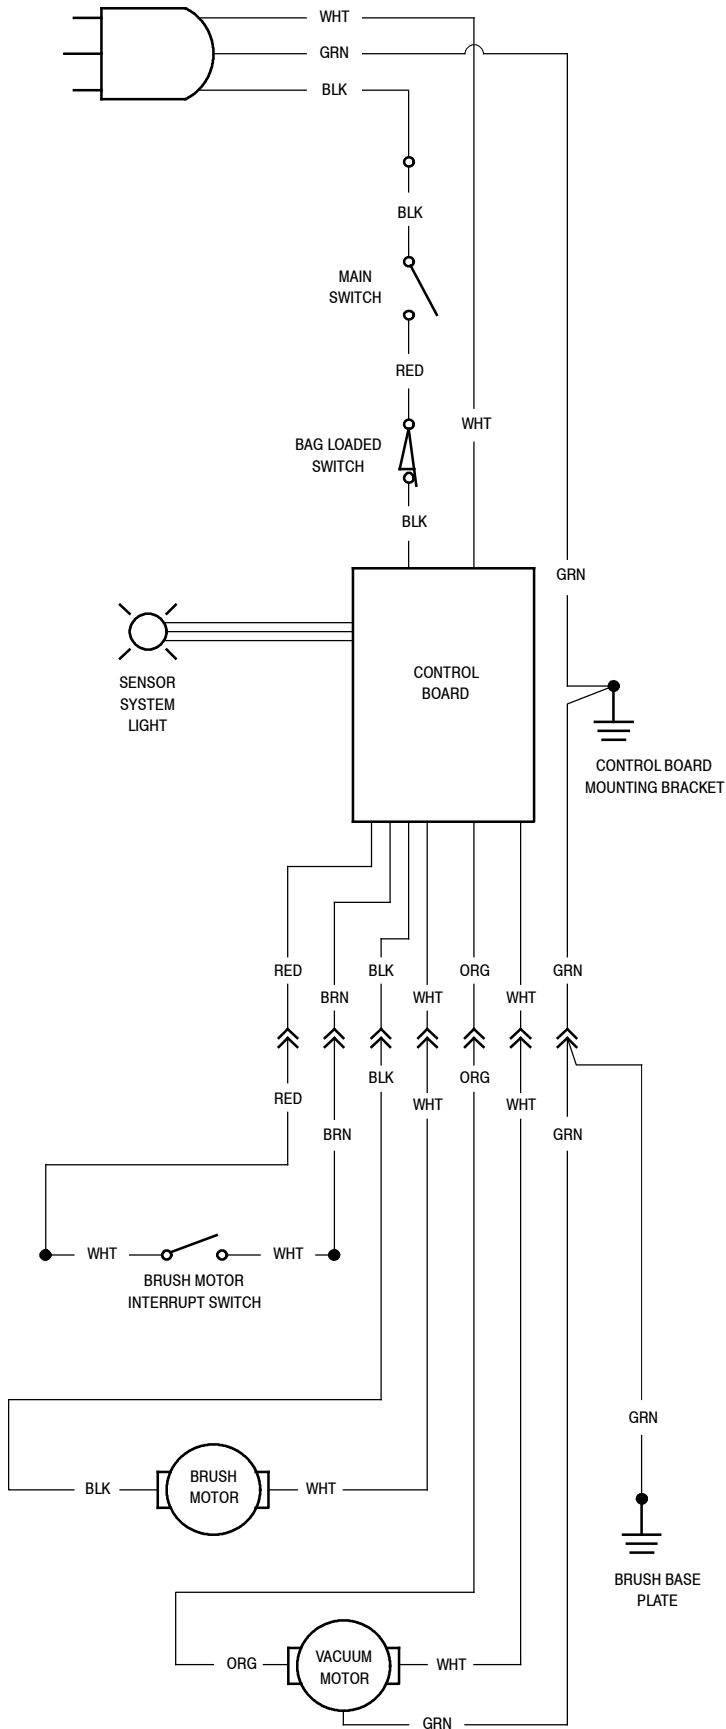 WHT
GRN
BLK
BLK
MAIN
SWITCH
RED
WHT
BAG LOADED
SWITCH
BLK
GRN
SENSOR
SYSTEM
LIGHT
CONTROL
BOARD
CONTROL BOARD
MOUNTING BRACKET
RED
BLK
ORG
GRN
BRN
WHT
WHT
BLK
ORG
RED
WHT
WHT
BRN
GRN
WHT
WHT
BRUSH MOTOR
INTERRUPT SWITCH
GRN
BLK
BRUSH
MOTOR
WHT
BRUSH BASE
PLATE
ORG
VACUUM
MOTOR
WHT
GRN